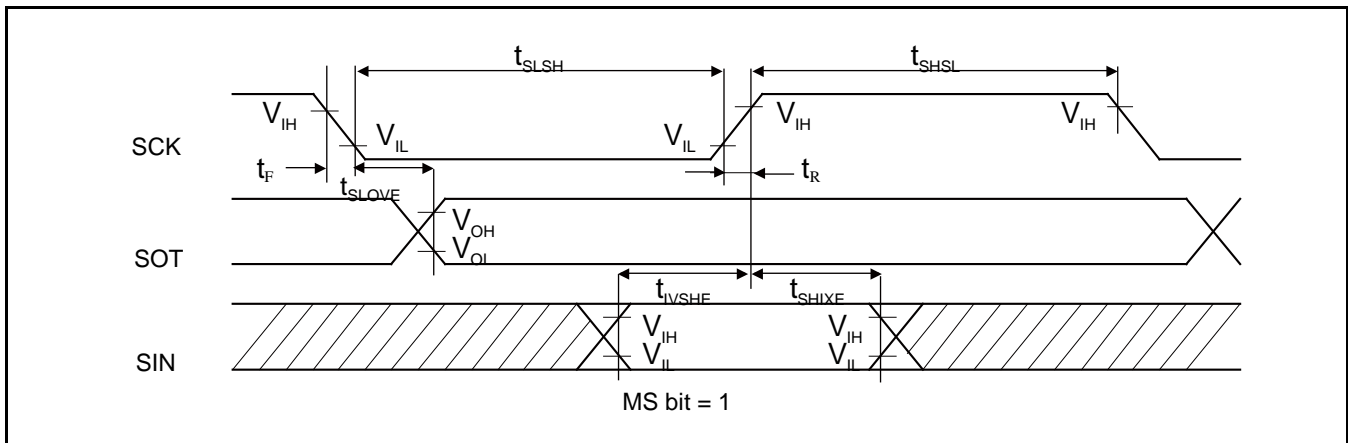 tSLSH
tSHSL
VIH
VIH
VIH
SCK
VIL
VIL
tF
tR
tSLOVE
VOH
SOT
VOL
tIVSHE
tSHIXE
VIH
VIH
SIN
VIL
VIL
MS bit = 1